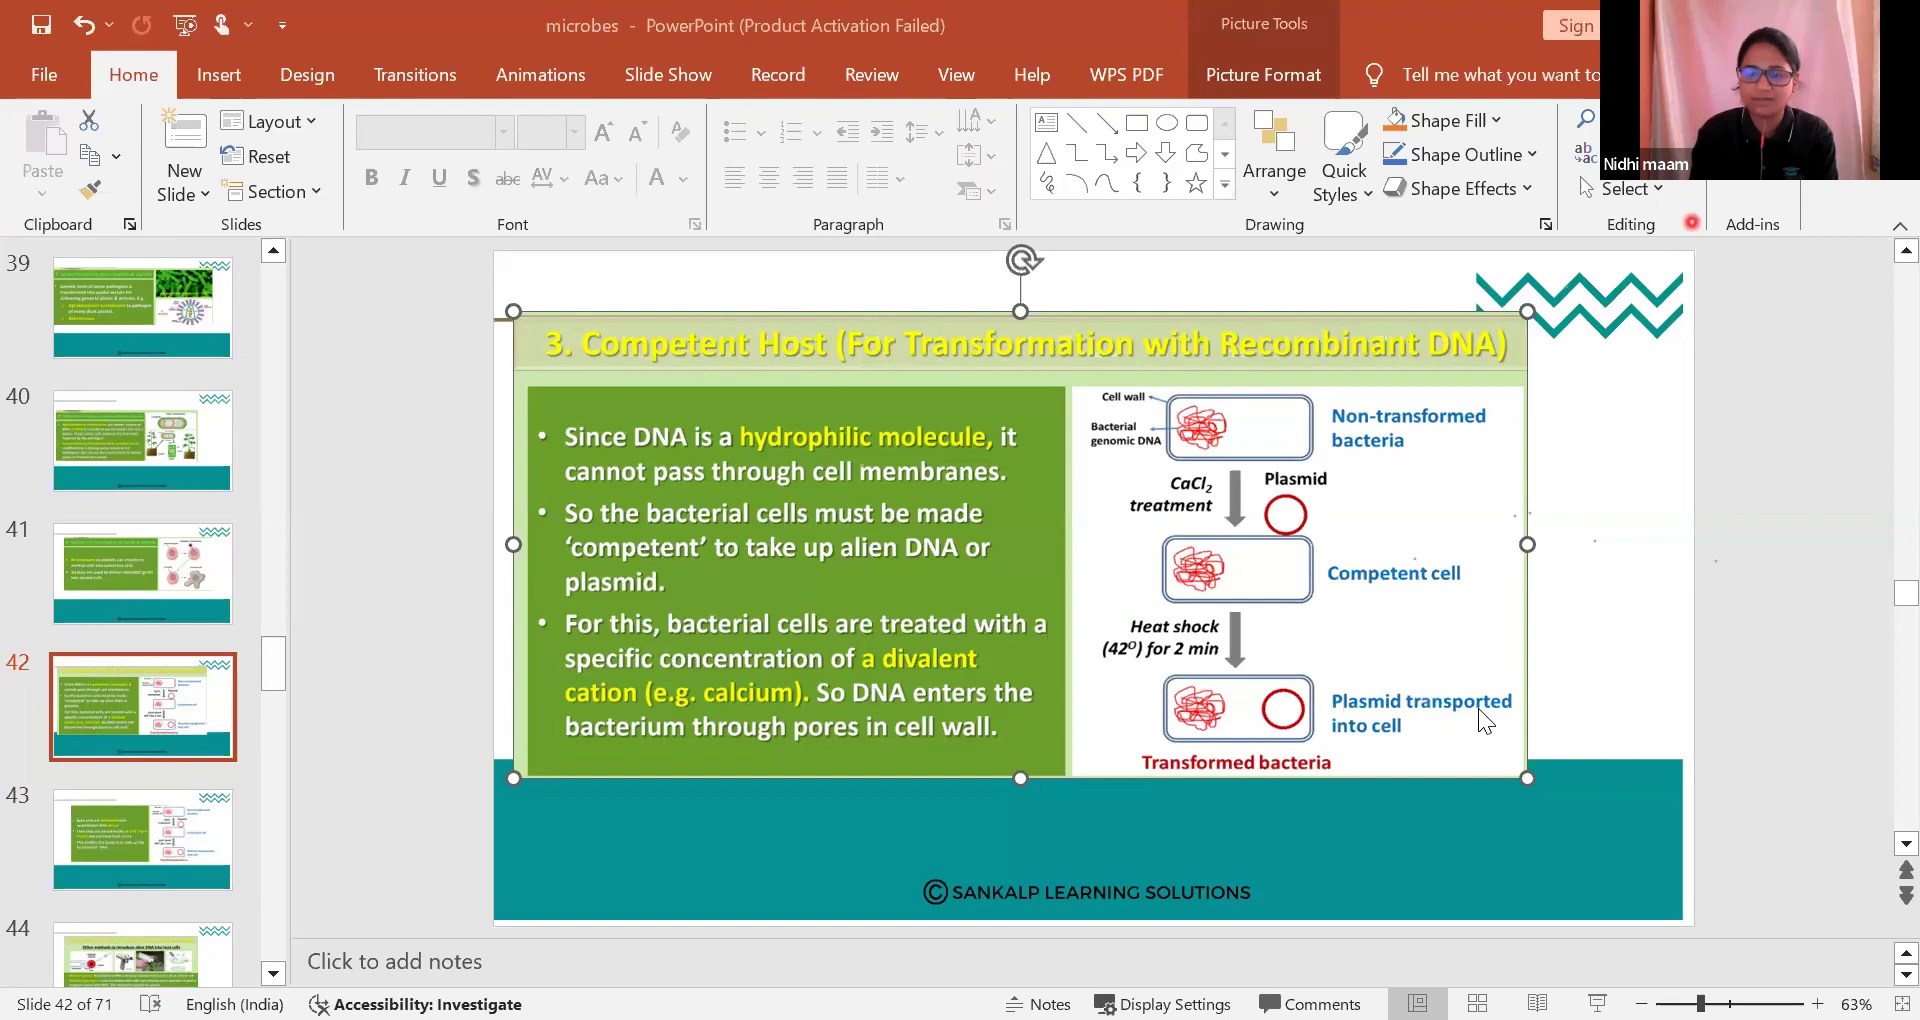 microbes - PowerPoint (Product Activation Failed)
Picture Tools
Sign
File
Home
Insert
Design
Transitions
Animations
Slide Show
Record
Review
View
Help
WPS PDF
Picture Format
Tell me what you want to
Nidhi maam
Paste
New
Slide
Layout
Reset
Section
B I U S abc AV Aa A
Shape Fill
Shape Outline
Shape Effects
Arrange
Quick
Styles
Select
Clipboard
Slides
Font
Paragraph
Drawing
Editing
Add-ins
39
40
41
42
43
44
3. Competent Host (For Transformation with Recombinant DNA)
• Since DNA is a hydrophilic molecule, it
cannot pass through cell membranes.
• So the bacterial cells must be made
‘competent’ to take up alien DNA or
plasmid.
• For this, bacterial cells are treated with a
specific concentration of a divalent
cation (e.g. calcium). So DNA enters the
bacterium through pores in cell wall.
Cell wall
Bacterial
genomic DNA
Non-transformed
bacteria
CaCl₂
treatment
Plasmid
Competent cell
Heat shock
(42⁰) for 2 min
Plasmid transported
into cell
Transformed bacteria
© SANKALP LEARNING SOLUTIONS
Click to add notes
Slide 42 of 71
English (India)
Accessibility: Investigate
Notes
Display Settings
Comments
63%